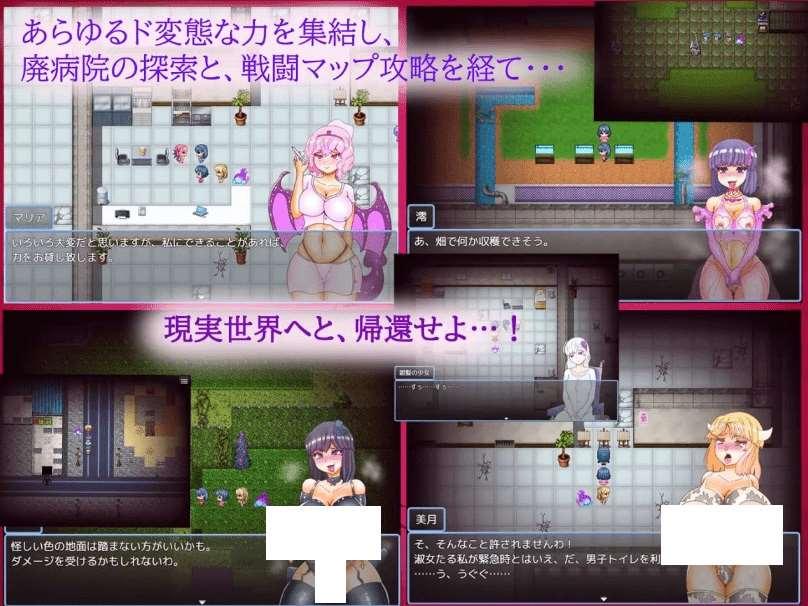 あらゆるド変態な力を集結し、
廃病院の探索と、戦闘マップ攻略を経て・・・
マリア
いろいろ大変だと思いますが、私にできることがあれば、
力をお貸し致します。
澪
あ、畑で何か収穫できそう。
現実世界へと、帰還せよ…！
銀髪の少女
……すぅ……すぅ……
怪しい色の地面は踏まない方がいいかも。
ダメージを受けるかもしれないわ。
美月
そ、そんなこと許されませんわ！
淑女たる私が緊急時とはいえ、だ、男子トイレを利
……う、うぐぐ……